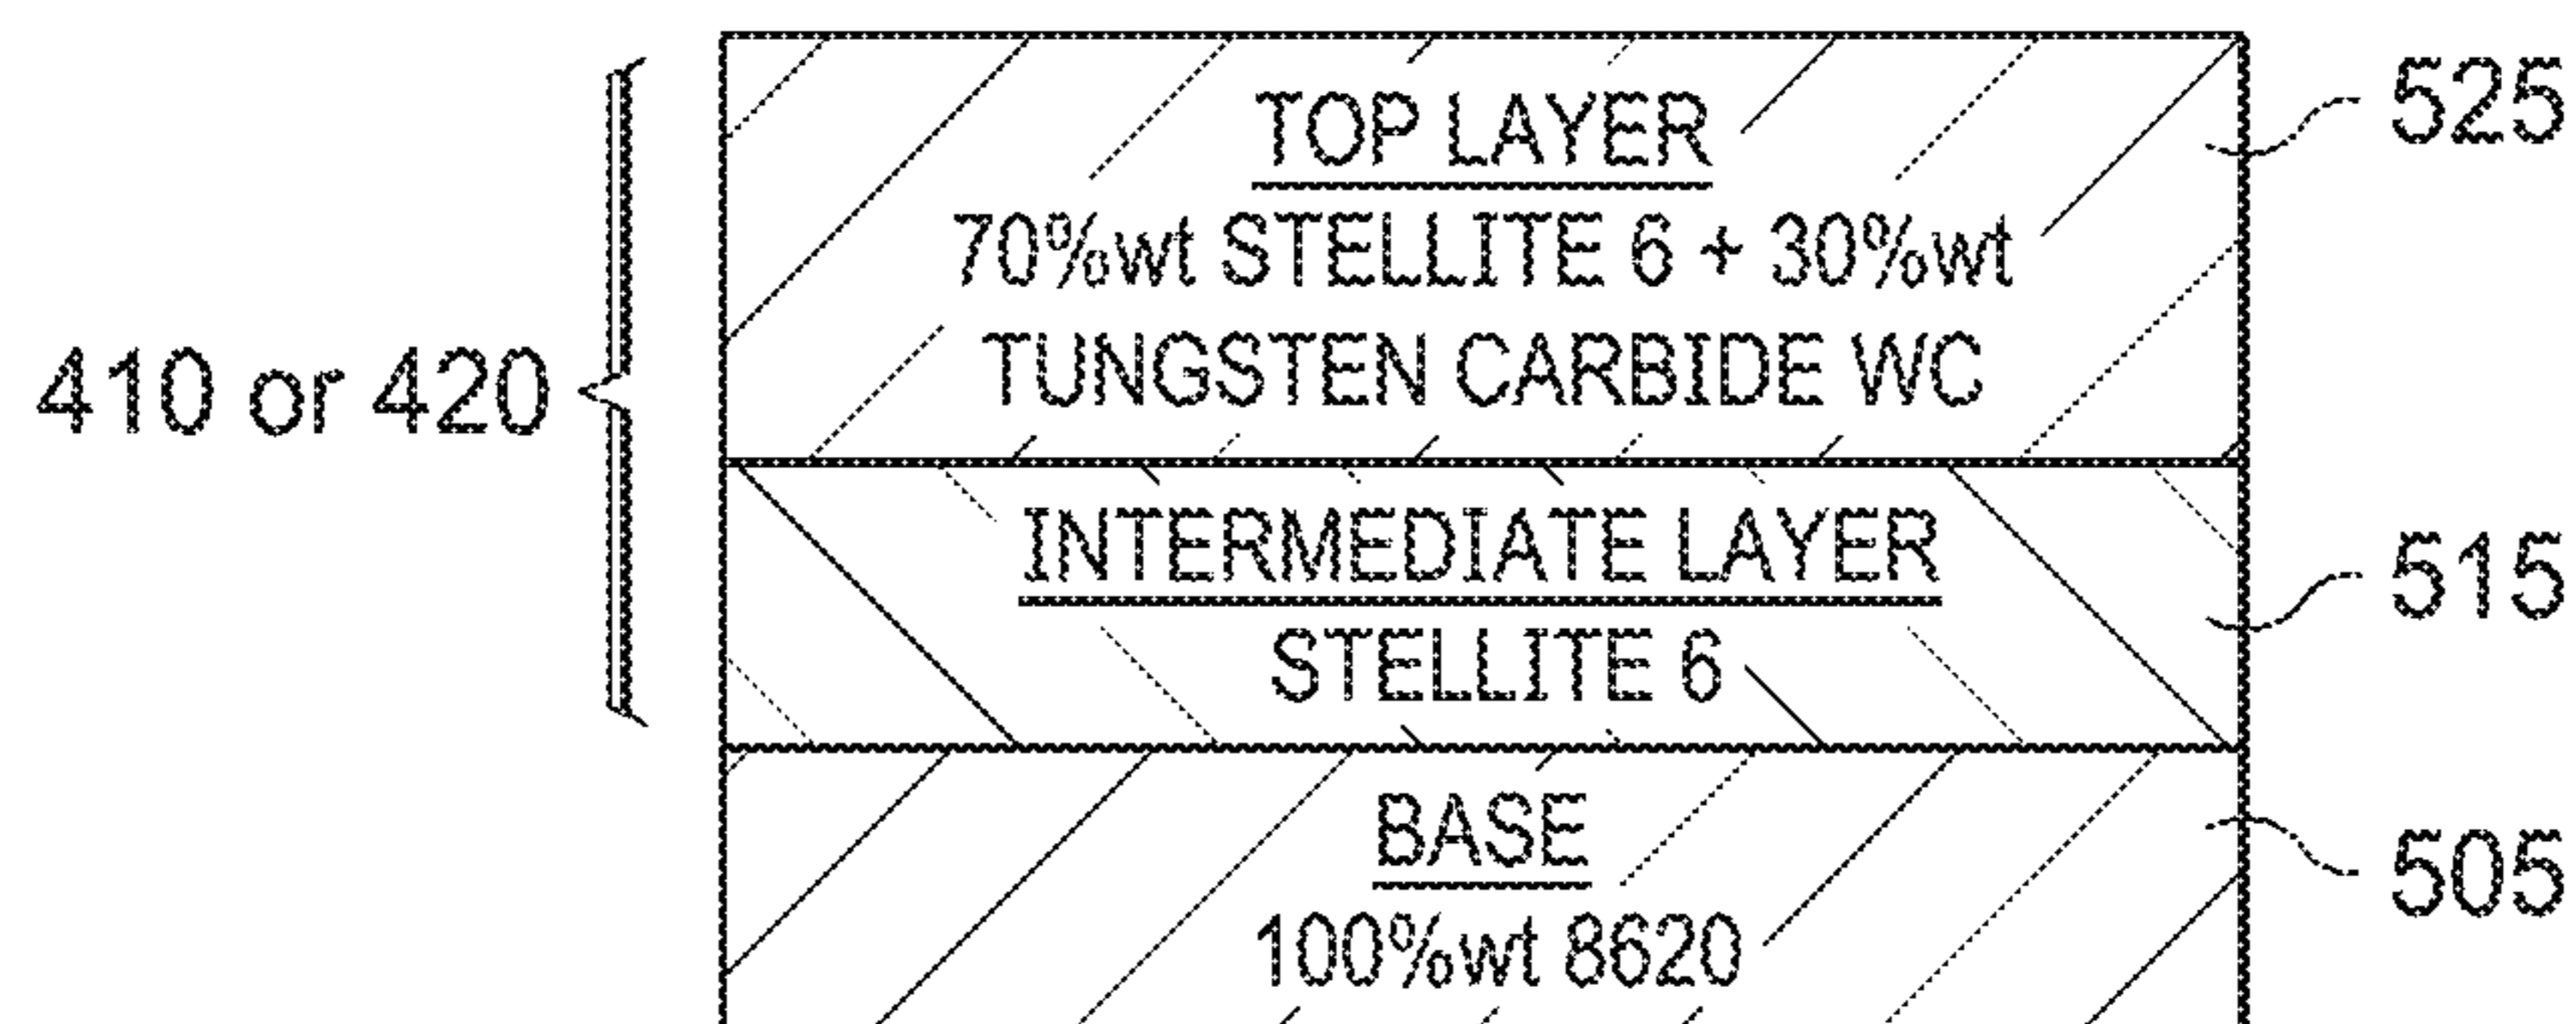 TOP LAYER
525
70%wt STELLITE 6 + 30%wt
TUNGSTEN CARBIDE WC
410 or 420
INTERMEDIATE LAYER
515
STELLITE 6
BASE
505
100%wt 8620